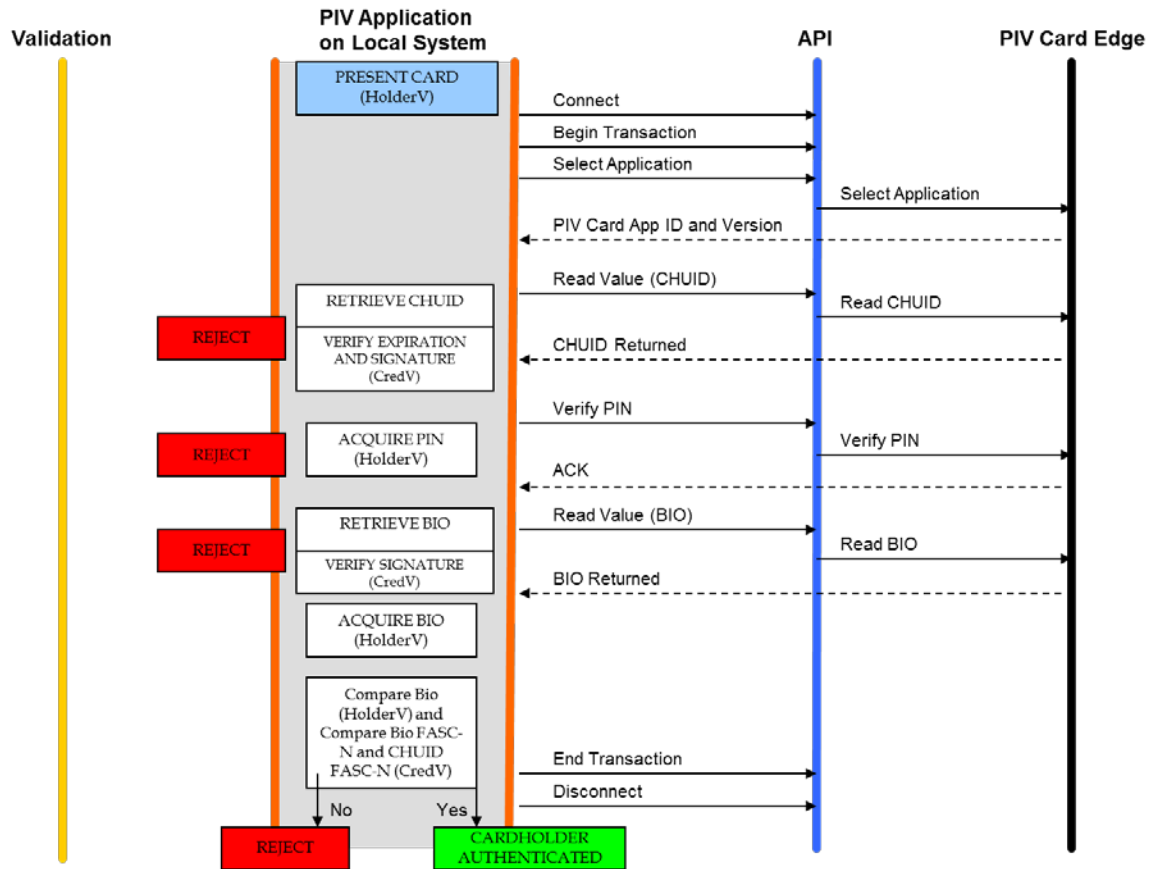 Validation
PIV Application
on Local System
API
PIV Card Edge
PRESENT CARD
(HolderV)
Connect
Begin Transaction
Select Application
Select Application
PIV Card App ID and Version
Read Value (CHUID)
RETRIEVE CHUID
Read CHUID
REJECT
VERIFY EXPIRATION
AND SIGNATURE
(CredV)
CHUID Returned
Verify PIN
ACQUIRE PIN
(HolderV)
Verify PIN
REJECT
ACK
Read Value (BIO)
RETRIEVE BIO
Read BIO
REJECT
VERIFY SIGNATURE
(CredV)
BIO Returned
ACQUIRE BIO
(HolderV)
Compare Bio
(HolderV) and
Compare Bio FASC-
N and CHUID
FASC-N (CredV)
End Transaction
Disconnect
No
Yes
REJECT
CARDHOLDER
AUTHENTICATED